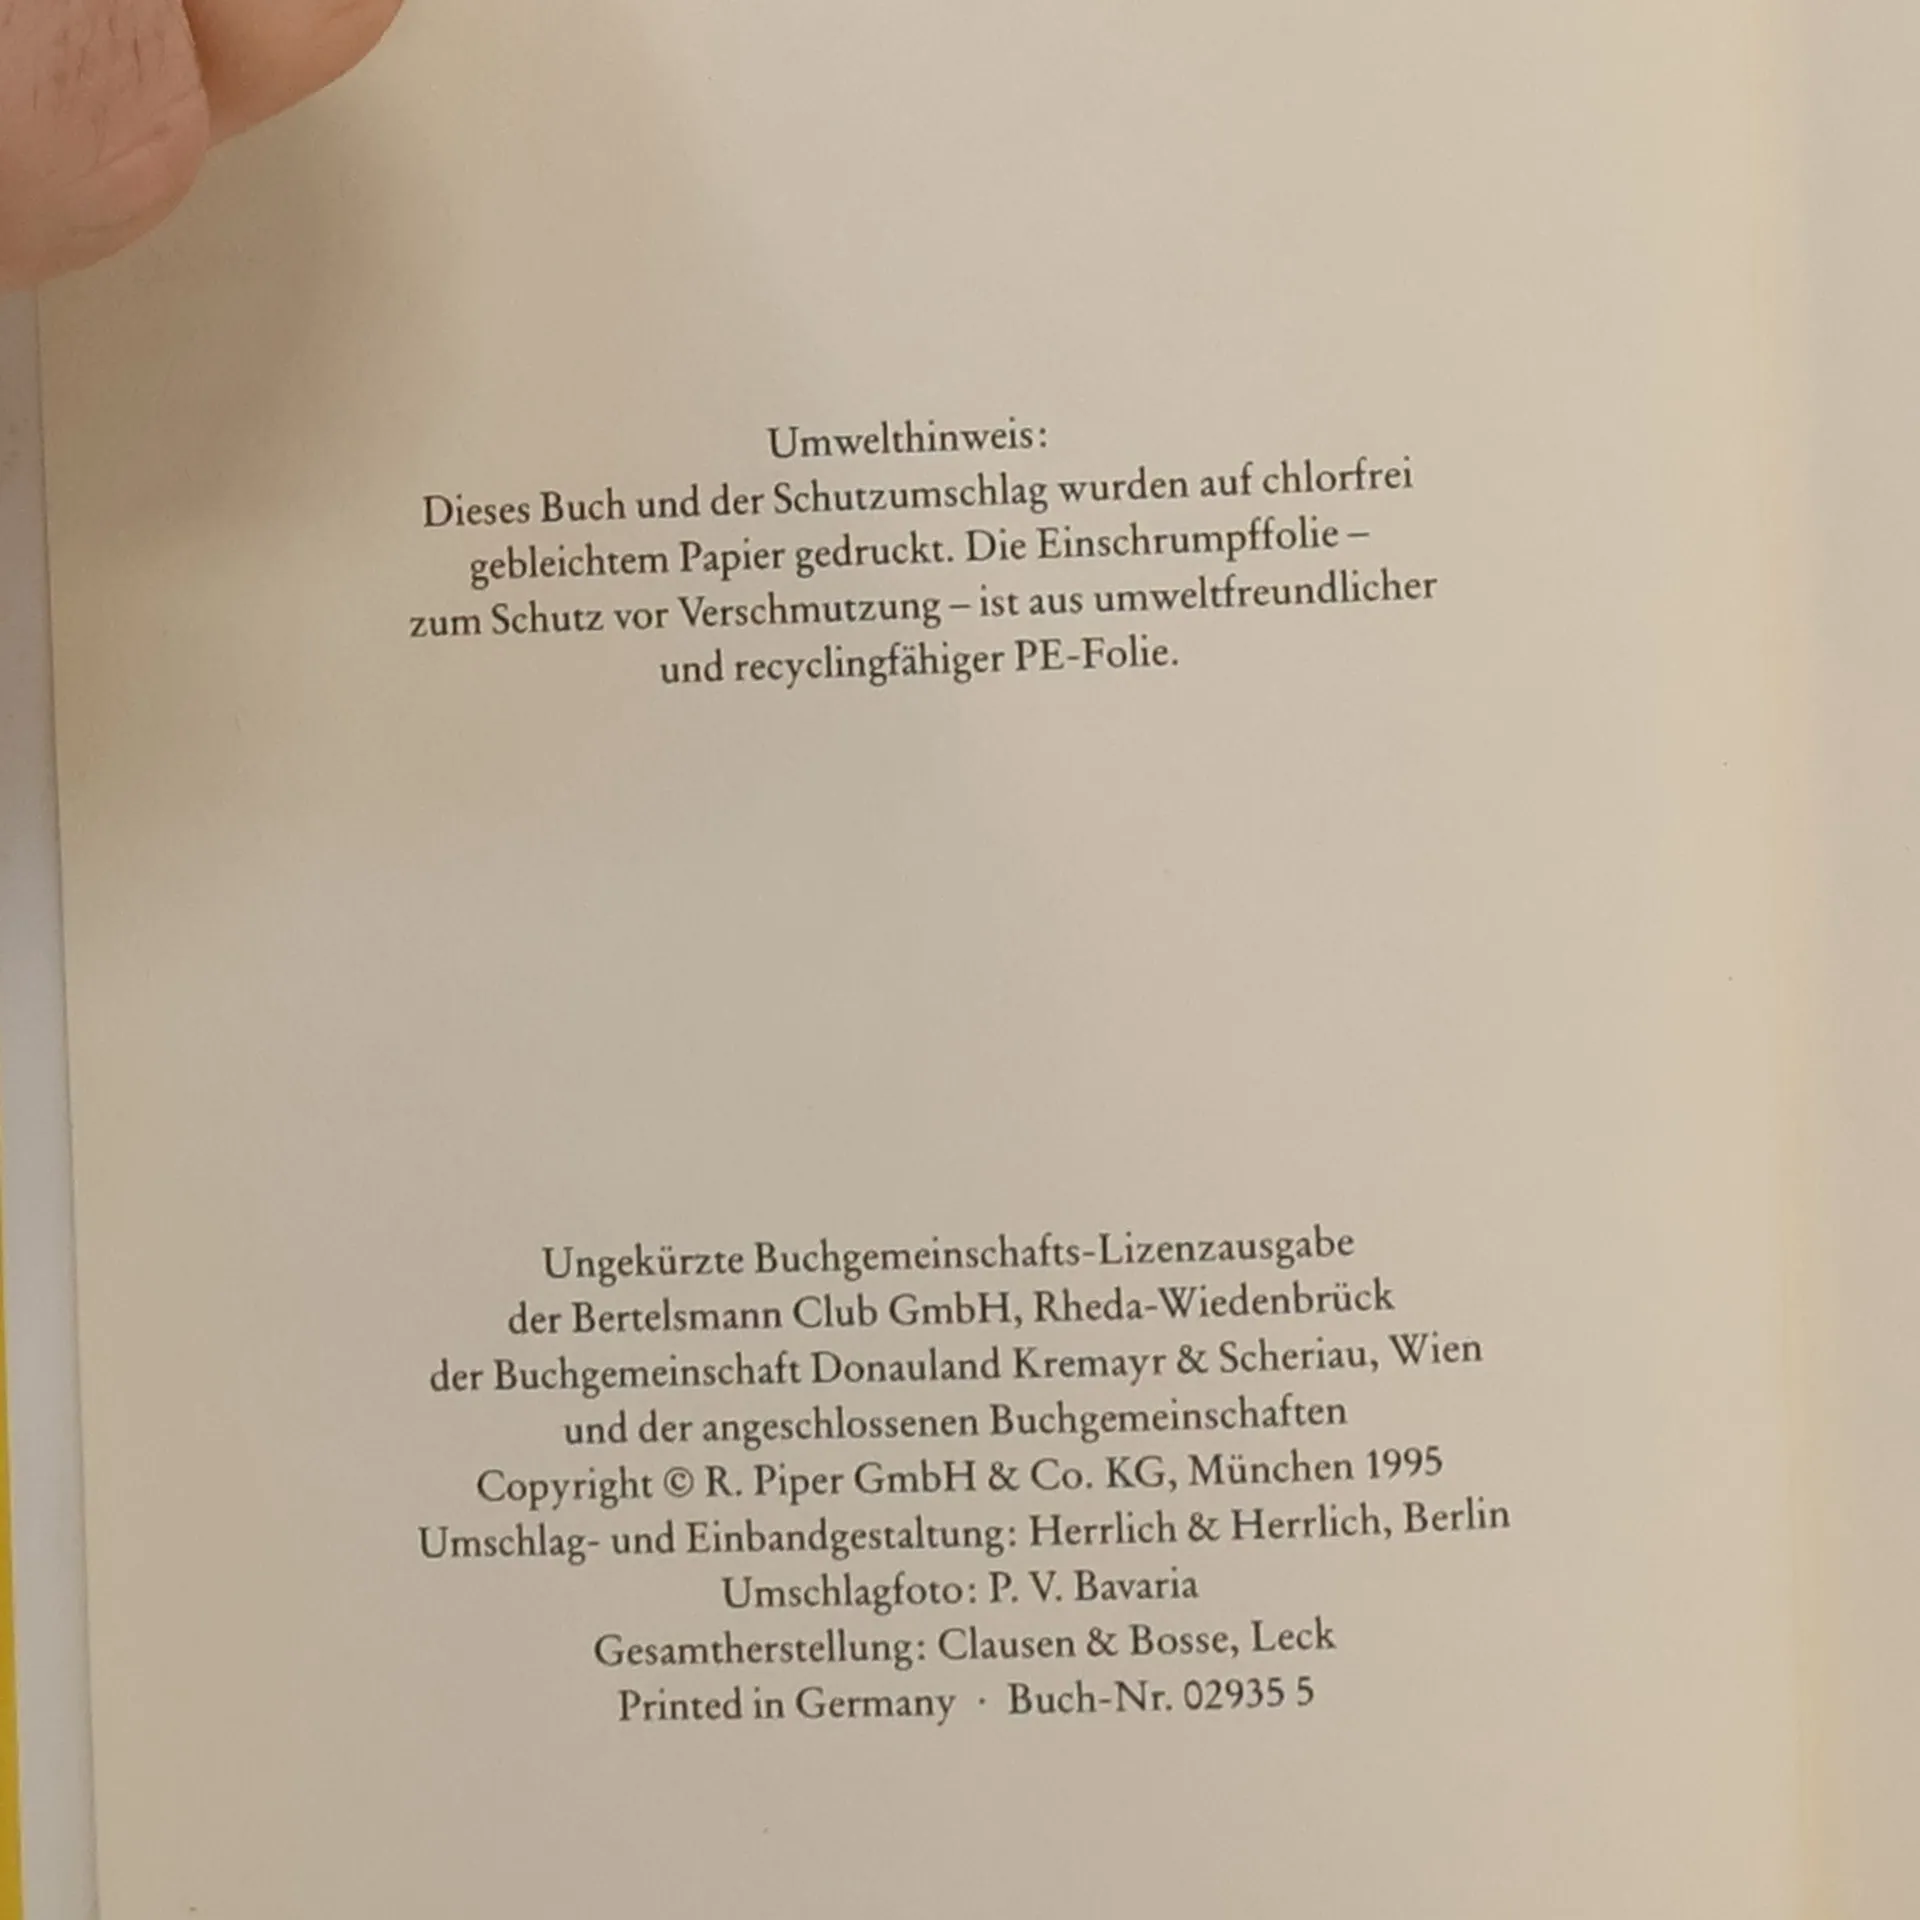 Umwelthinweis:
Dieses Buch und der Schutzumschlag wurden auf chlorfrei
gebleichtem Papier gedruckt. Die Einschrumpffolie –
zum Schutz vor Verschmutzung – ist aus umweltfreundlicher
und recyclingfähiger PE-Folie.
Ungekürzte Buchgemeinschafts-Lizenzausgabe
der Bertelsmann Club GmbH, Rheda-Wiedenbrück
der Buchgemeinschaft Donauland Kremayr & Scheriau, Wien
und der angeschlossenen Buchgemeinschaften
Copyright © R. Piper GmbH & Co. KG, München 1995
Umschlag- und Einbandgestaltung: Herrlich & Herrlich, Berlin
Umschlagfoto: P. V. Bavaria
Gesamtherstellung: Clausen & Bosse, Leck
Printed in Germany · Buch-Nr. 02935 5